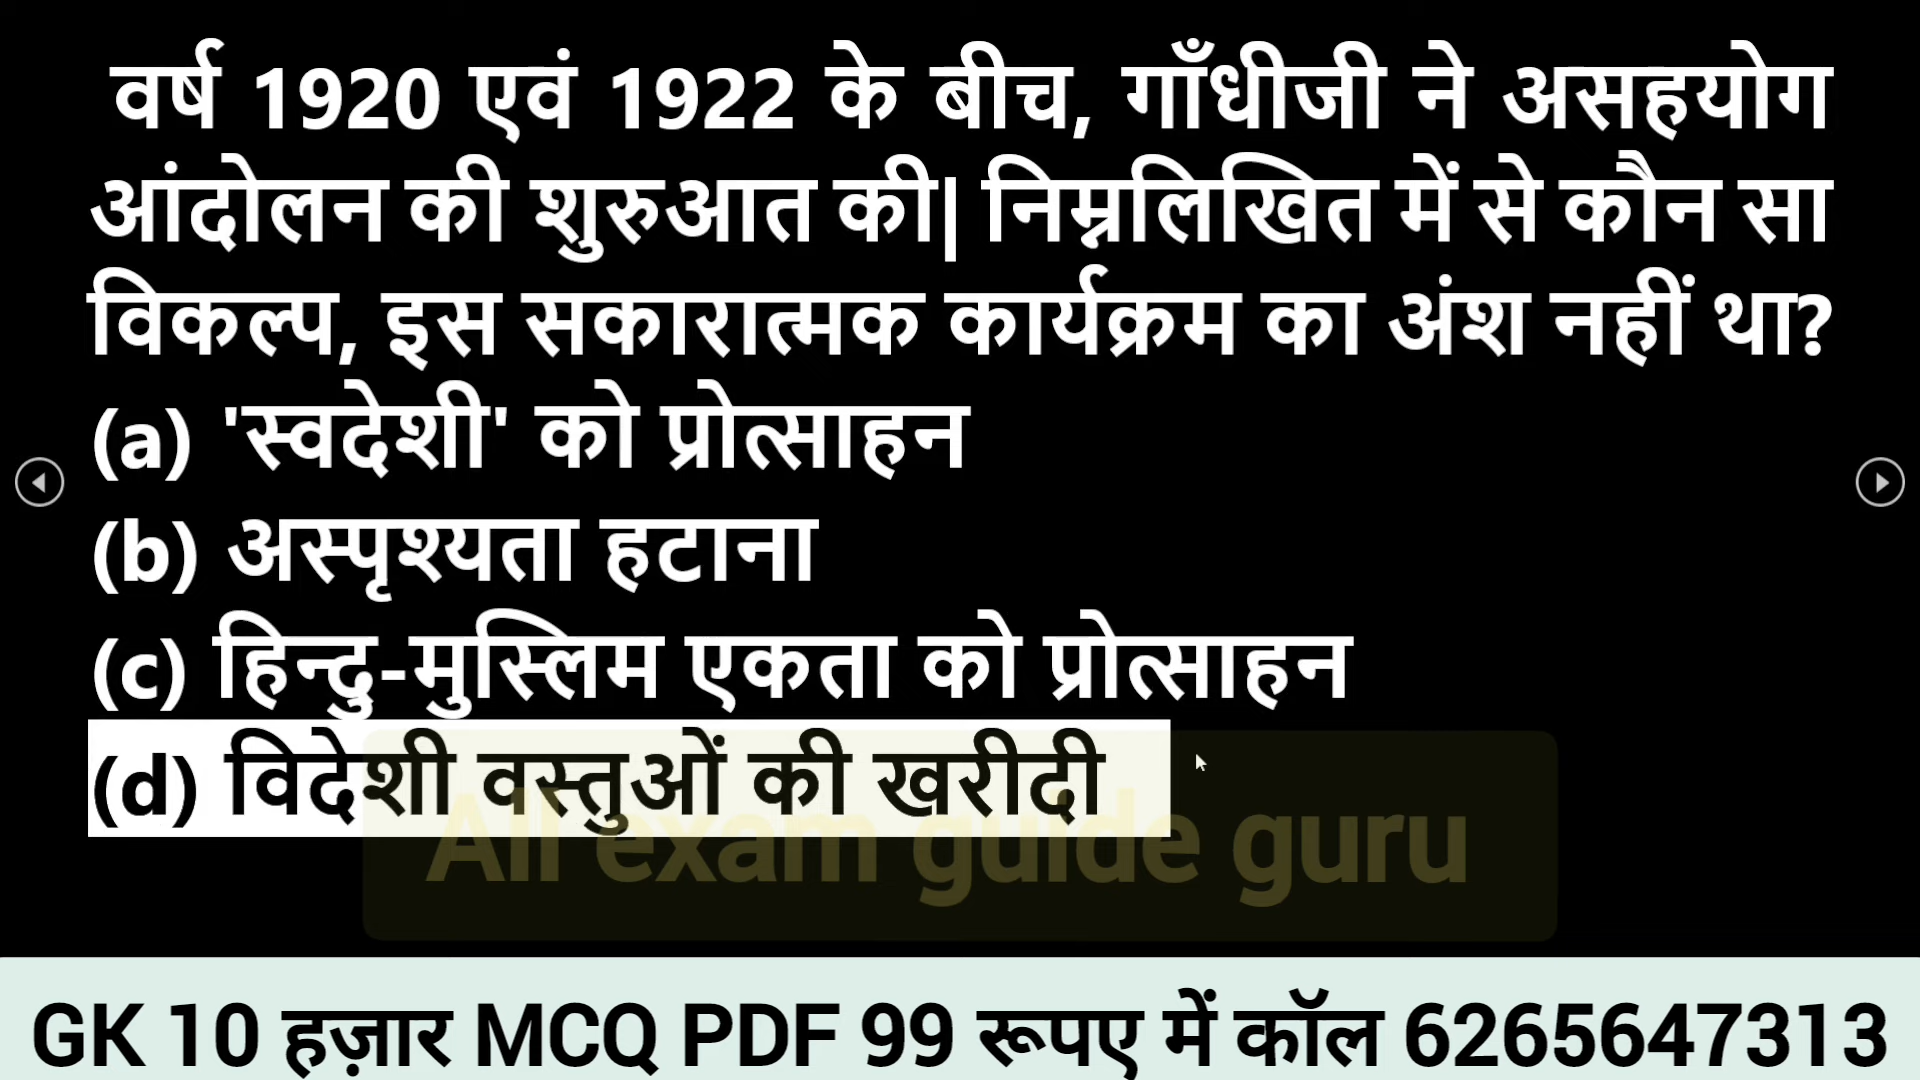 वर्ष 1920 एवं 1922 के बीच, गाँधीजी ने असहयोग
आंदोलन की शुरुआत की| निम्नलिखित में से कौन सा
विकल्प, इस सकारात्मक कार्यक्रम का अंश नहीं था?
(a) 'स्वदेशी' को प्रोत्साहन
(b) अस्पृश्यता हटाना
(c) हिन्दु-मुस्लिम एकता को प्रोत्साहन
(d) विदेशी वस्तुओं की खरीदी
All exam guide guru
GK 10 हज़ार MCQ PDF 99 रूपए में कॉल 6265647313